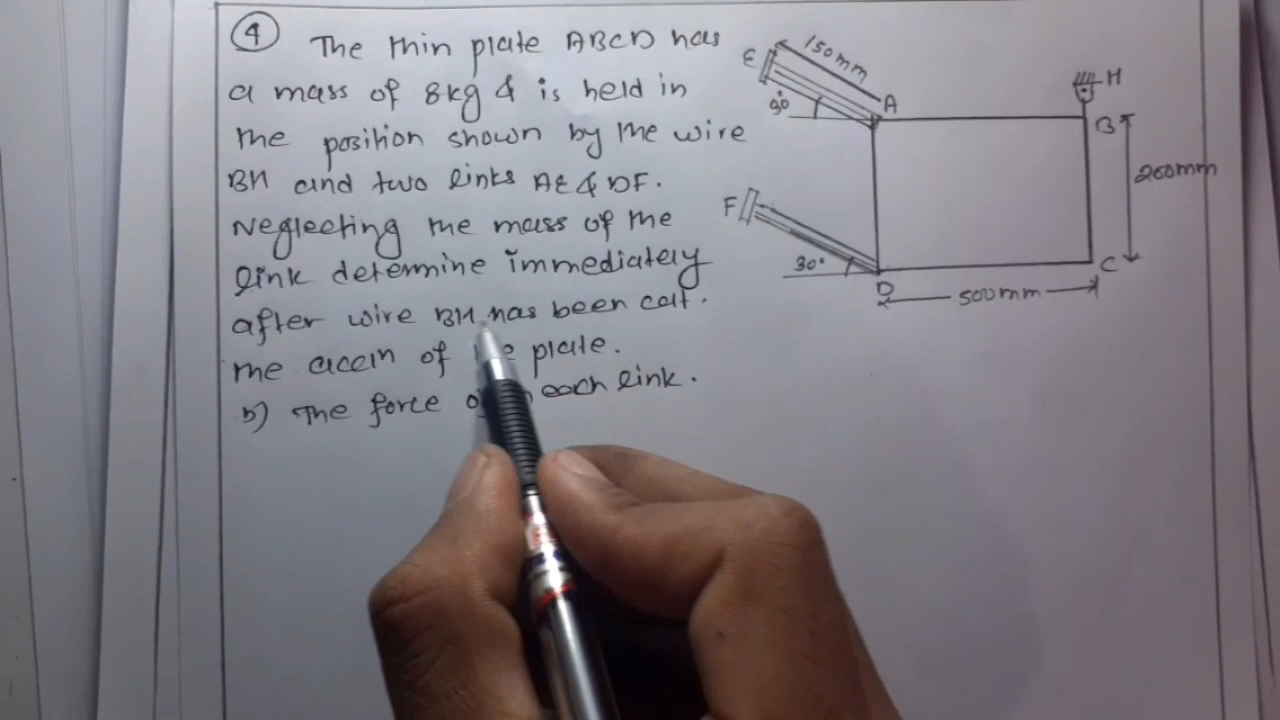 ④ The thin plate ABCD has
a mass of 8kg & is held in
the position shown by the wire
BH and two links AE & DF.
Neglecting the mass of the
link determine immediately
after wire BH has been cut.
the accln of plate.
b) The force each link.
E
150mm
A
H
B
200mm
F
30°
C
D
500mm